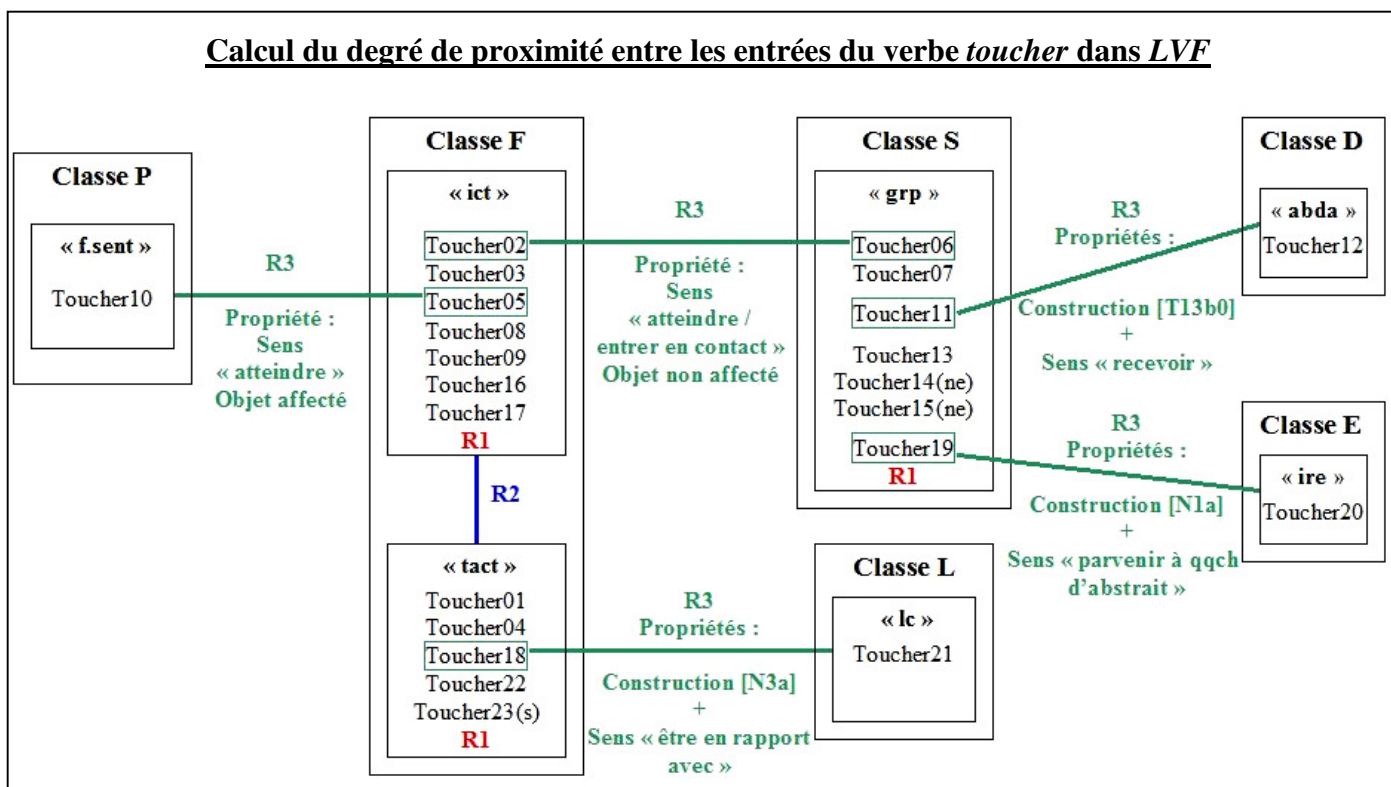 Calcul du degré de proximité entre les entrées du verbe toucher dans LVF
Classe P
« f.sent »
Toucher10
R3
Propriété :
Sens
« atteindre »
Objet affecté
Classe F
« ict »
Toucher02
Toucher03
Toucher05
Toucher08
Toucher09
Toucher16
Toucher17
R1
R2
« tact »
Toucher01
Toucher04
Toucher18
Toucher22
Toucher23(s)
R1
R3
Propriété :
Sens
« atteindre /
entrer en contact »
Objet non affecté
Classe S
« grp »
Toucher06
Toucher07
Toucher11
Toucher13
Toucher14(ne)
Toucher15(ne)
Toucher19
R1
R3
Propriétés :
Construction [T13b0]
+
Sens « recevoir »
Classe D
« abda »
Toucher12
R3
Propriétés :
Construction [N1a]
+
Sens « parvenir à qqch
d'abstrait »
Classe E
« ire »
Toucher20
R3
Propriétés :
Construction [N3a]
+
Sens « être en rapport
avec »
Classe L
« lc »
Toucher21